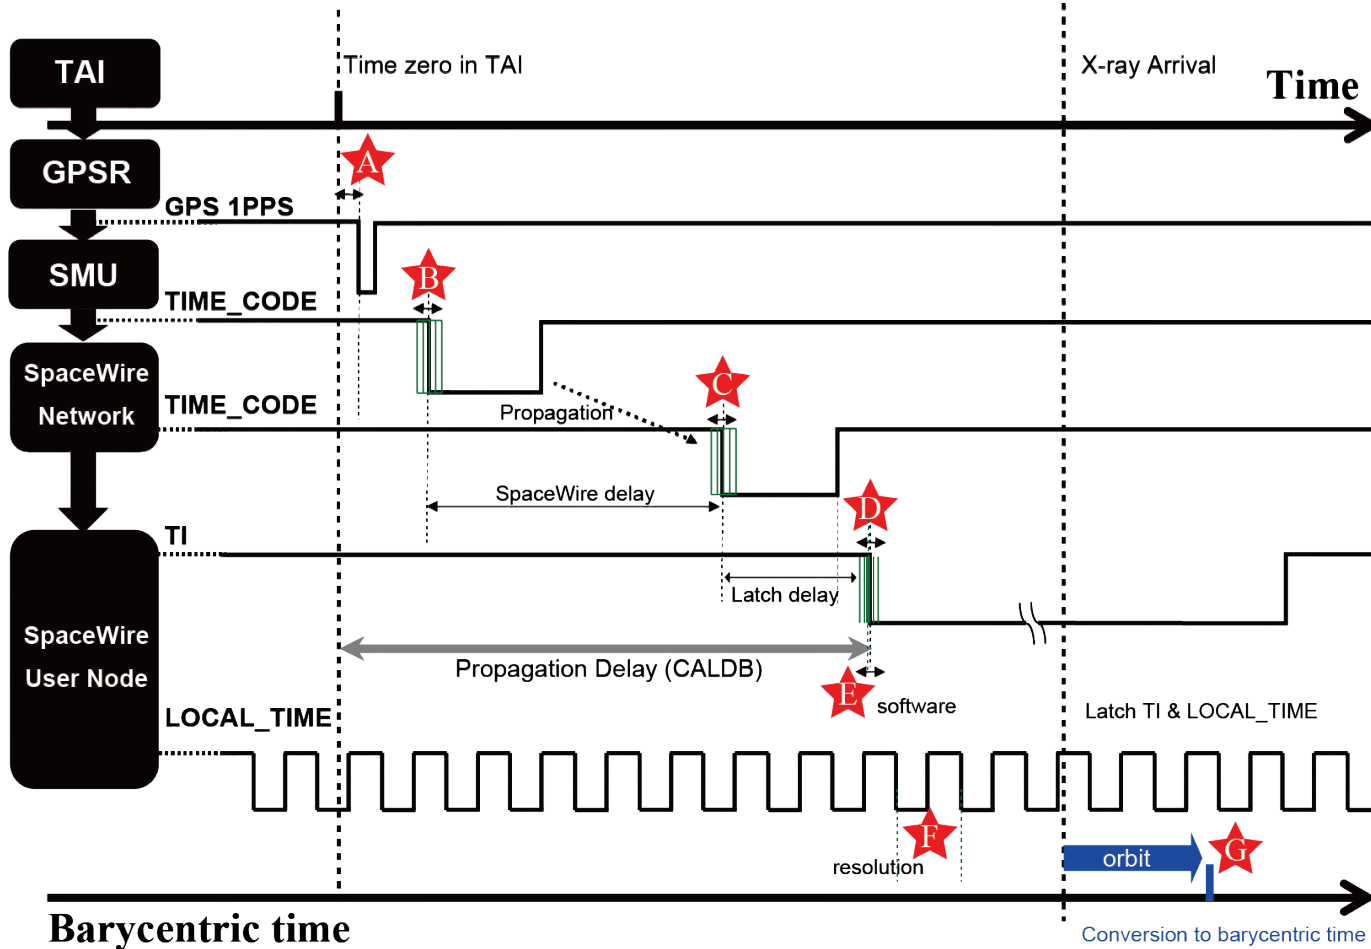 TAI
Time zero in TAI
X-ray Arrival
Time
GPSR
A
GPS 1PPS
SMU
B
TIME_CODE
SpaceWire
Network
C
TIME_CODE
Propagation
SpaceWire delay
D
TI
Latch delay
SpaceWire
User Node
Propagation Delay (CALDB)
E
software
LOCAL_TIME
Latch TI & LOCAL_TIME
F
resolution
orbit
G
Barycentric time
Conversion to barycentric time